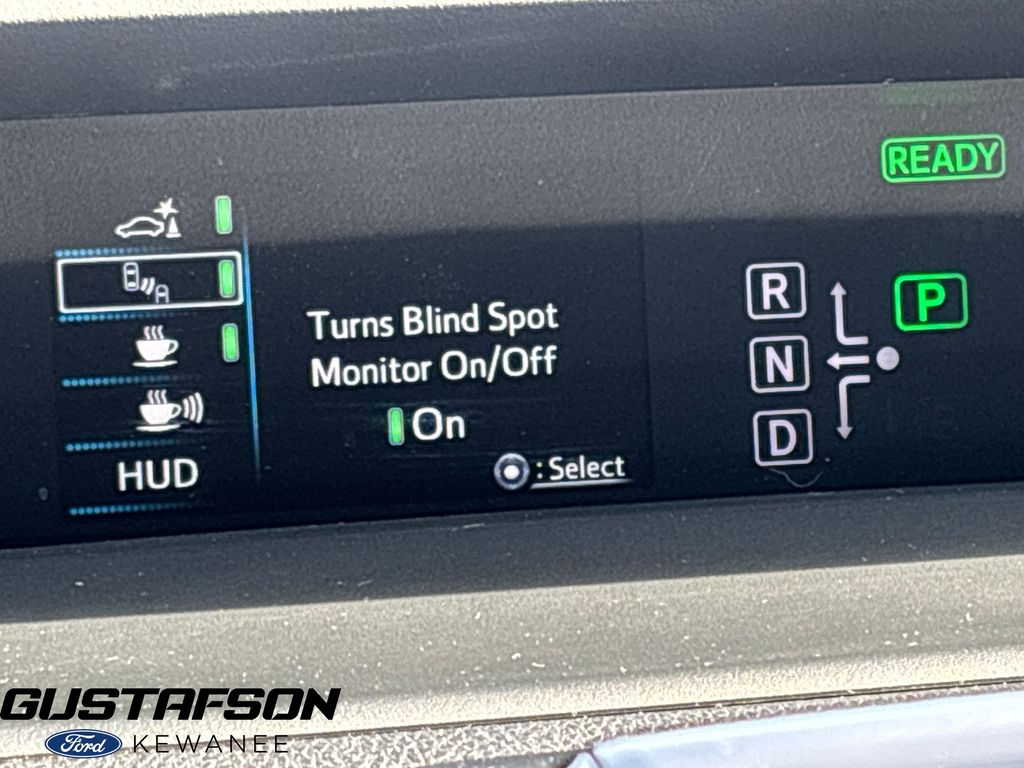 READY
R
N
D
P
Turns Blind Spot
Monitor On/Off
On
: Select
HUD
GUSTAFSON
Ford KEWANEE